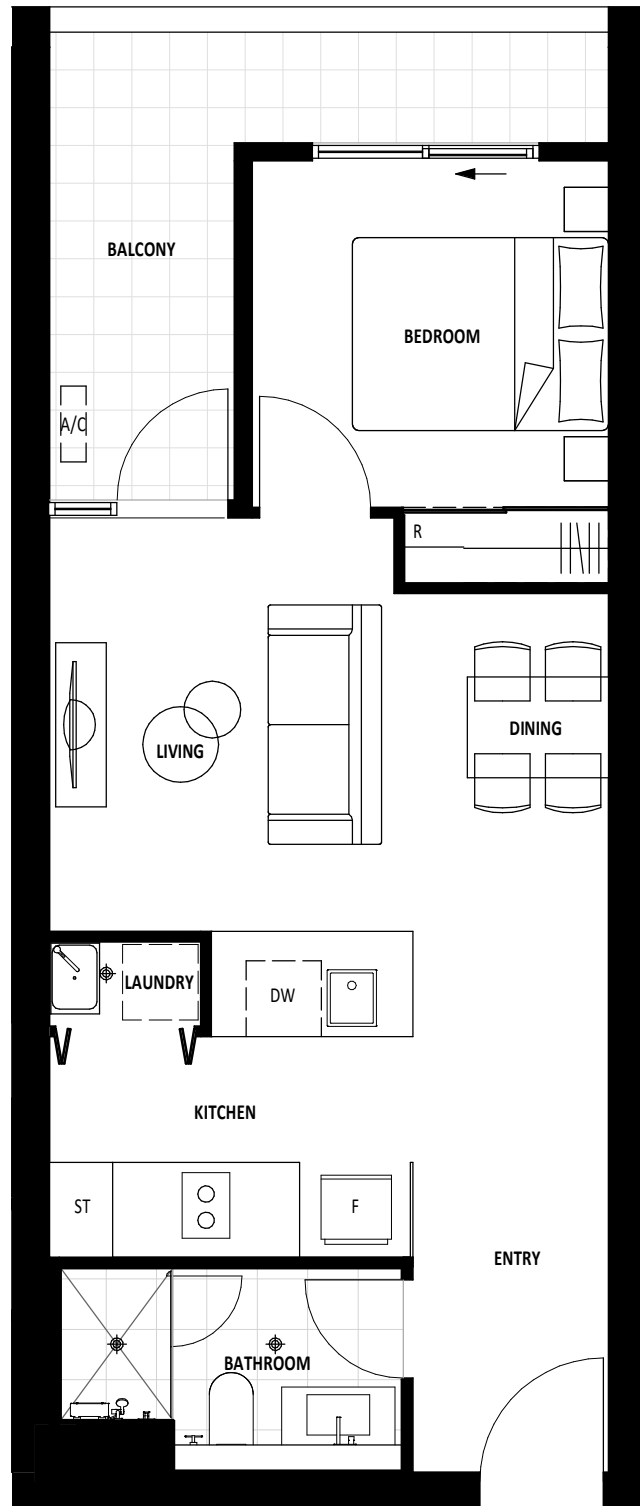 BALCONY
BEDROOM
A/C
R
DINING
LIVING
LAUNDRY
DW
KITCHEN
ST
F
ENTRY
BATHROOM